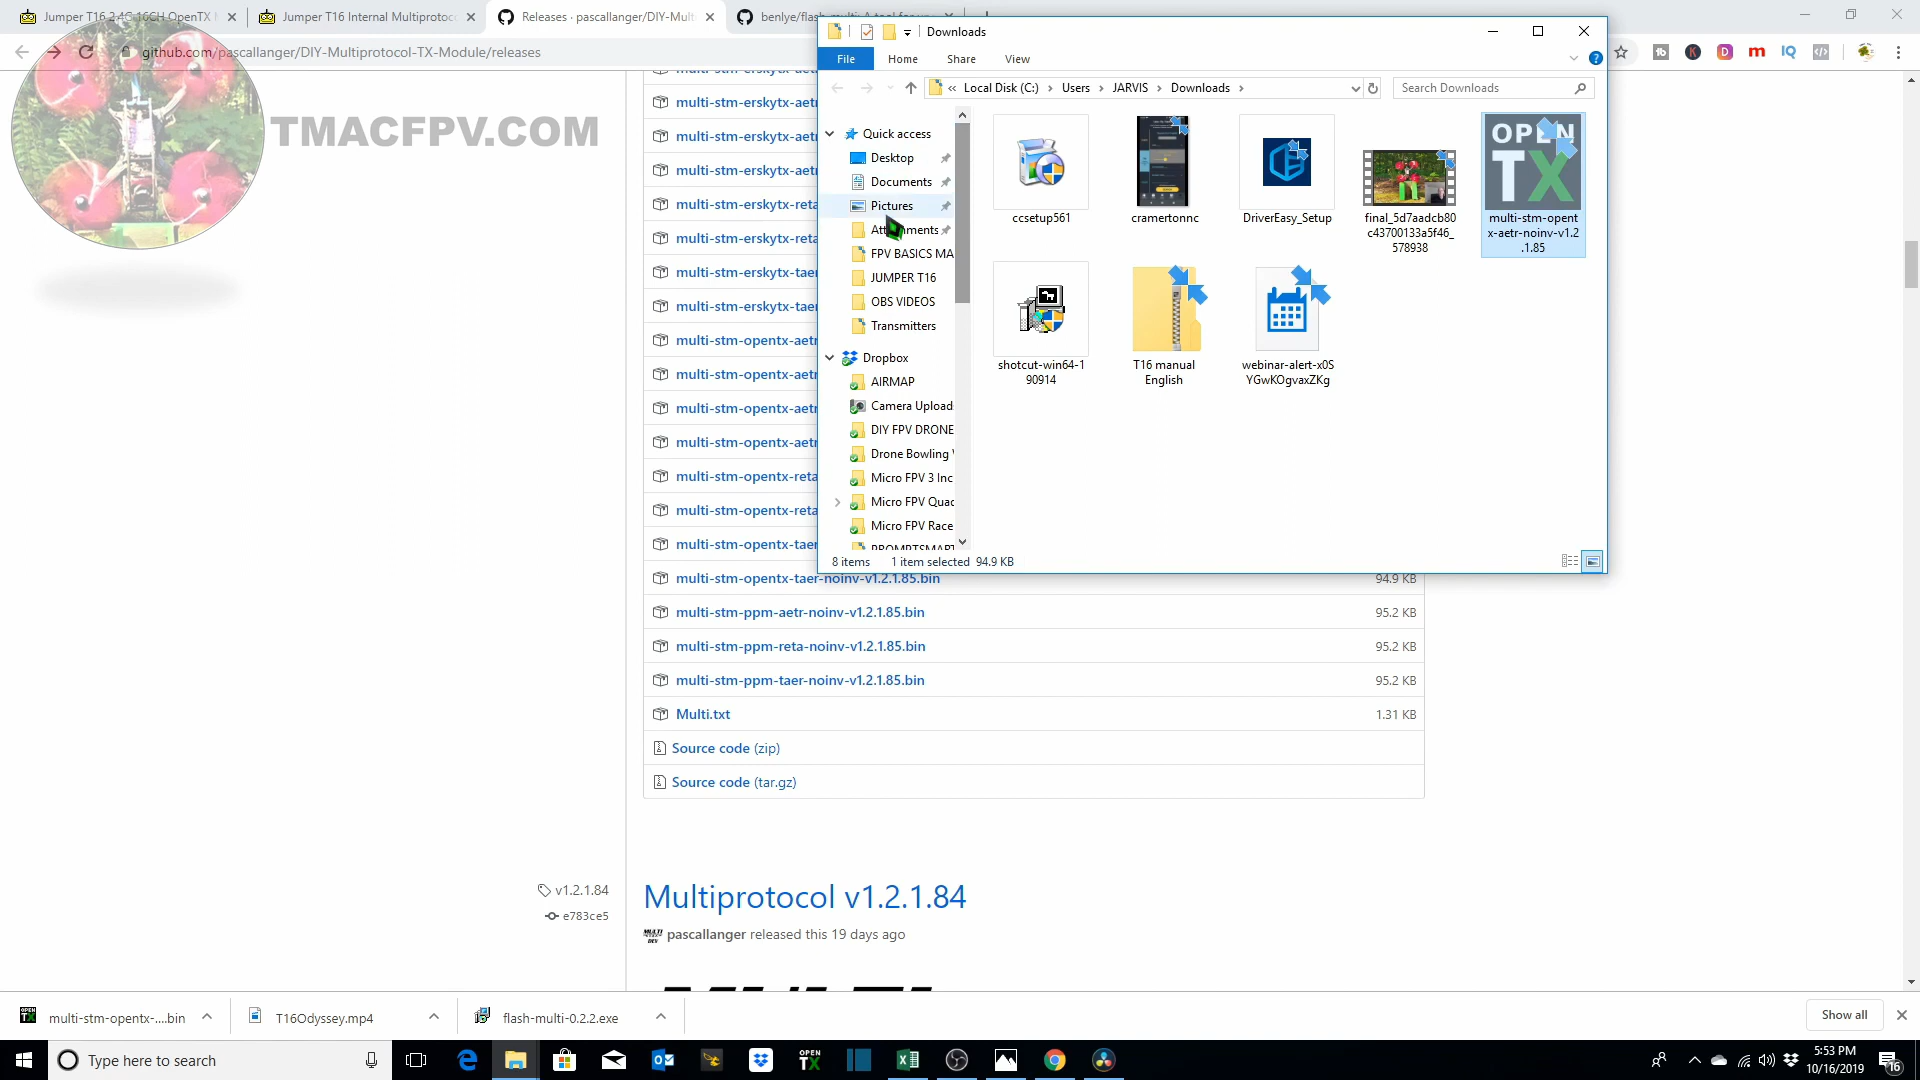 Jumper T16 2.4G 16CH OpenTX
Jumper T16 Internal Multiprotoc
Releases · pascallanger/DIY-Mult
benlye/flash-multi: A tool for
github.com/pascallanger/DIY-Multiprotocol-TX-Module/releases
TMACFPV.COM
Downloads
File
Home
Share
View
« Local Disk (C:) > Users > JARVIS > Downloads >
Search Downloads
Quick access
Desktop
Documents
Pictures
FPV BASICS MA
JUMPER T16
OBS VIDEOS
Transmitters
Dropbox
AIRMAP
Camera Upload
DIY FPV DRONE
Drone Bowling
Micro FPV 3 Inc
Micro FPV Quad
Micro FPV Race
PROMPTSMART
ccsetup561
cramertonnc
DriverEasy_Setup
final_5d7aadcb80
c43700133a5f46_
578938
OPEN
TX
multi-stm-opent
x-aetr-noinv-v1.2
.1.85
shotcut-win64-1
90914
T16 manual
English
webinar-alert-x0S
YGwKOgvaxZKg
8 items
1 item selected 94.9 KB
multi-stm-erskytx-aetr
multi-stm-erskytx-aetr
multi-stm-erskytx-aetr
multi-stm-erskytx-reta
multi-stm-erskytx-reta
multi-stm-erskytx-taer
multi-stm-erskytx-taer
multi-stm-opentx-aetr
multi-stm-opentx-aetr
multi-stm-opentx-aetr
multi-stm-opentx-aetr
multi-stm-opentx-reta
multi-stm-opentx-reta
multi-stm-opentx-taer
multi-stm-opentx-taer-noinv-v1.2.1.85.bin 94.9 KB
multi-stm-ppm-aetr-noinv-v1.2.1.85.bin 95.2 KB
multi-stm-ppm-reta-noinv-v1.2.1.85.bin 95.2 KB
multi-stm-ppm-taer-noinv-v1.2.1.85.bin 95.2 KB
Multi.txt 1.31 KB
Source code (zip)
Source code (tar.gz)
v1.2.1.84
e783ce5
Multiprotocol v1.2.1.84
pascallanger released this 19 days ago
multi-stm-opentx-....bin
T16Odyssey.mp4
flash-multi-0.2.2.exe
Show all
Type here to search
5:53 PM
10/16/2019
16